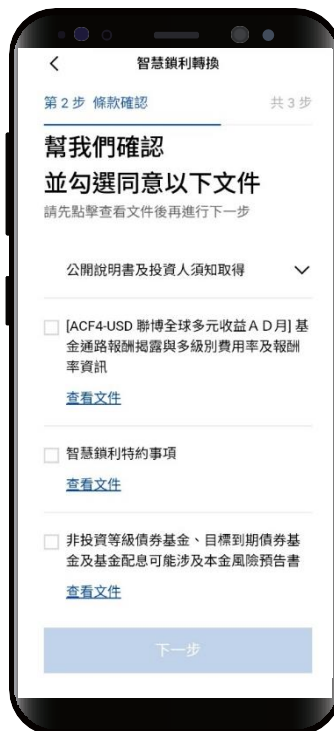 智慧鎖利轉換
第 2 步 條款確認
共 3 步
幫我們確認
並勾選同意以下文件
請先點擊查看文件後再進行下一步
公開說明書及投資人須知取得
[ACF4-USD 聯博全球多元收益ＡＤ月] 基
金通路報酬揭露與多級別費用率及報酬
率資訊
查看文件
智慧鎖利特約事項
查看文件
非投資等級債券基金、目標到期債券基
金及基金配息可能涉及本金風險預告書
查看文件
下一步